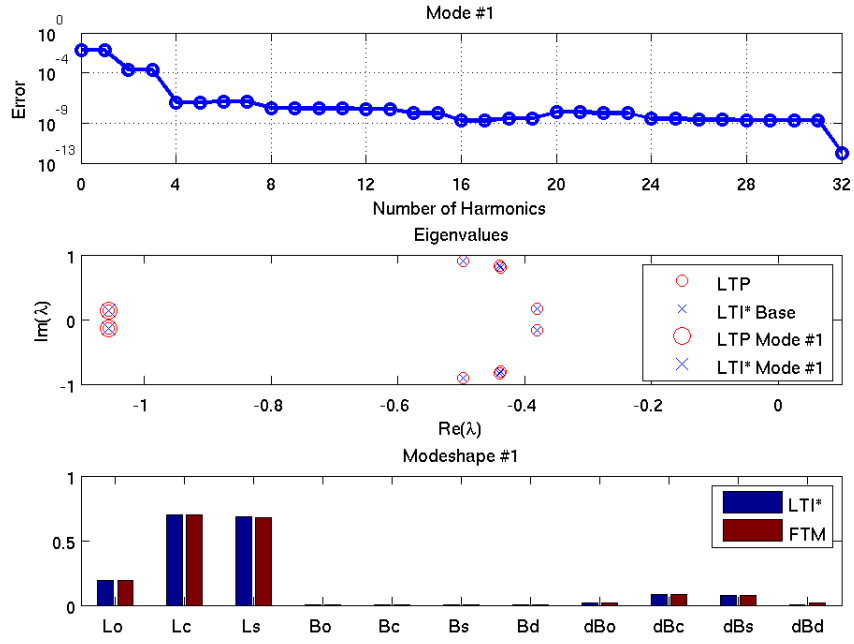 Mode #1
10^0
10^-4
10^-9
10^-13
Error
0 4 8 12 16 20 24 28 32
Number of Harmonics
Eigenvalues
1
0
-1
Im(λ)
-1 -0.8 -0.6 -0.4 -0.2 0
Re(λ)
LTP
LTI* Base
LTP Mode #1
LTI* Mode #1
Modeshape #1
1
0.5
0
LTI*
FTM
Lo Lc Ls Bo Bc Bs Bd dBo dBc dBs dBd